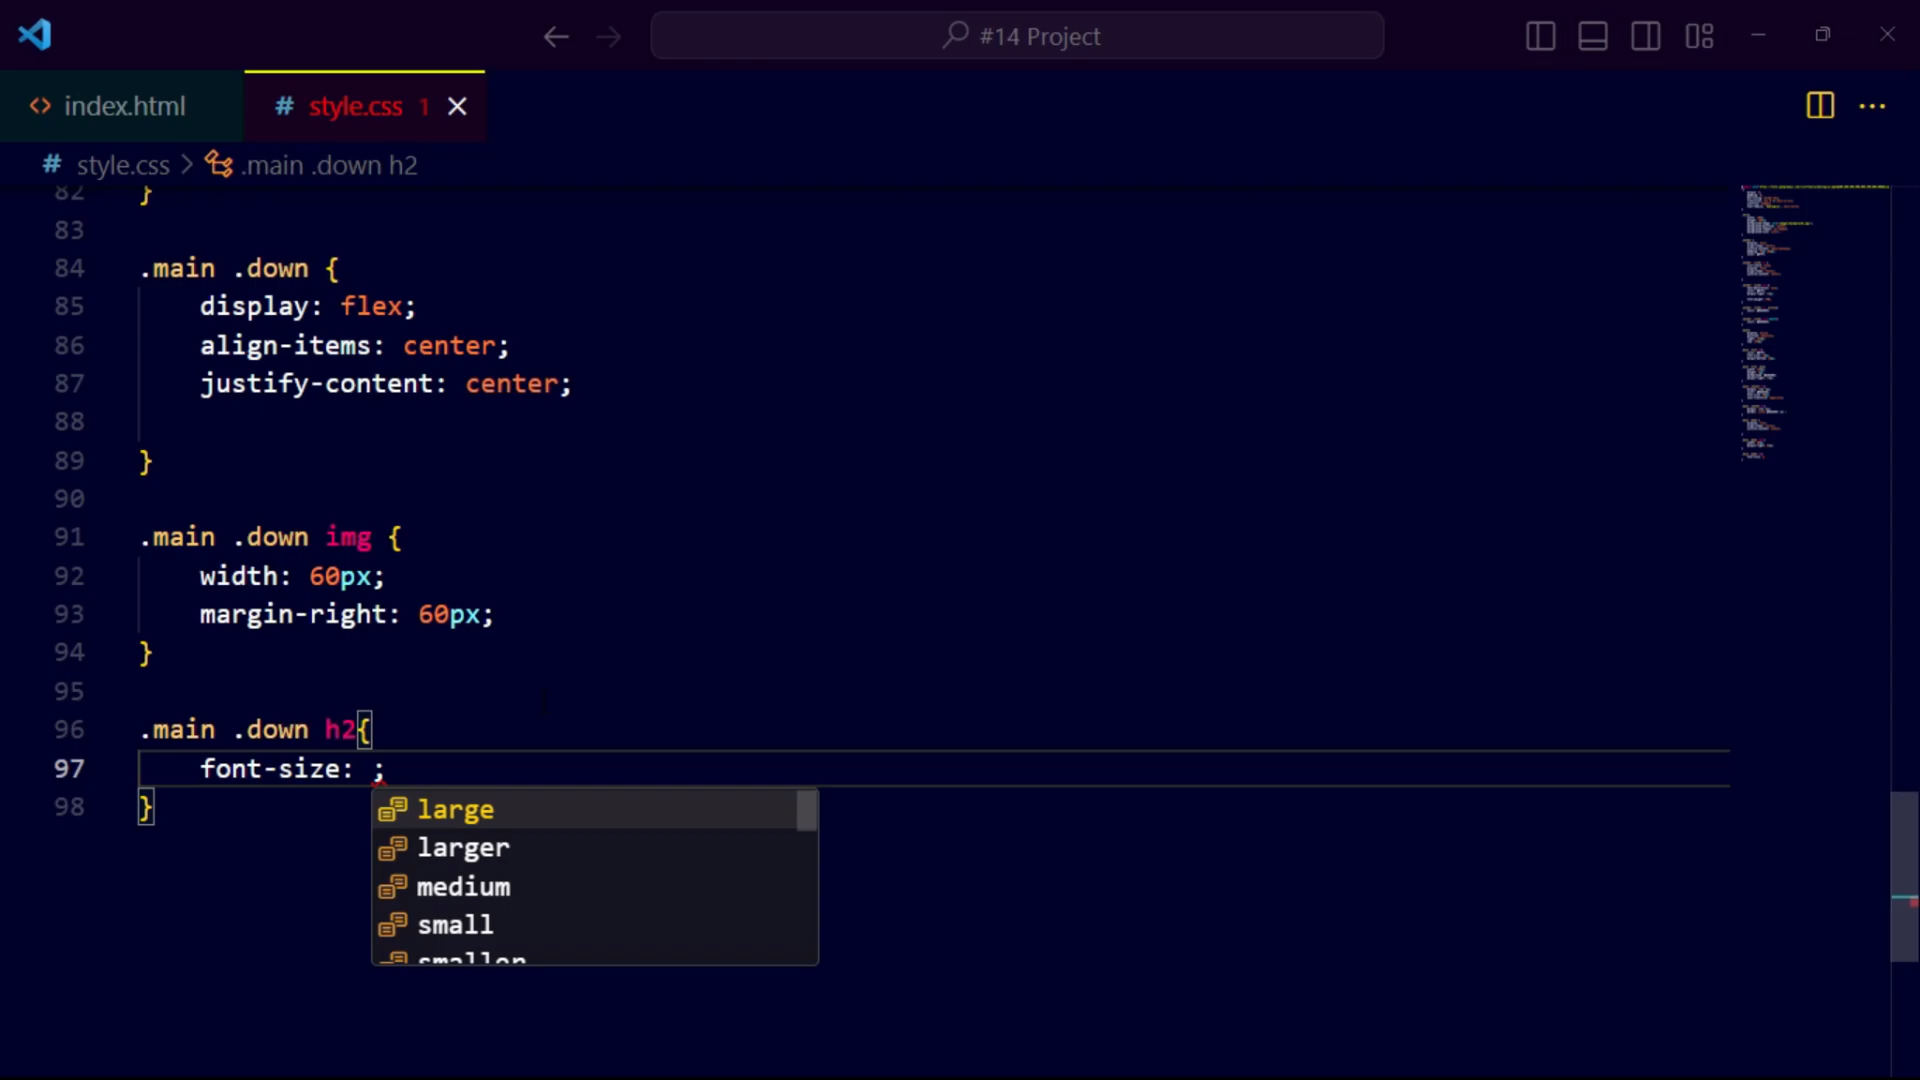 #14 Project
index.html
style.css 1
style.css > .main .down h2
82 }
83
84 .main .down {
85 display: flex;
86 align-items: center;
87 justify-content: center;
88
89 }
90
91 .main .down img {
92 width: 60px;
93 margin-right: 60px;
94 }
95
96 .main .down h2{
97 font-size: ;
98 }
large
larger
medium
small
smaller